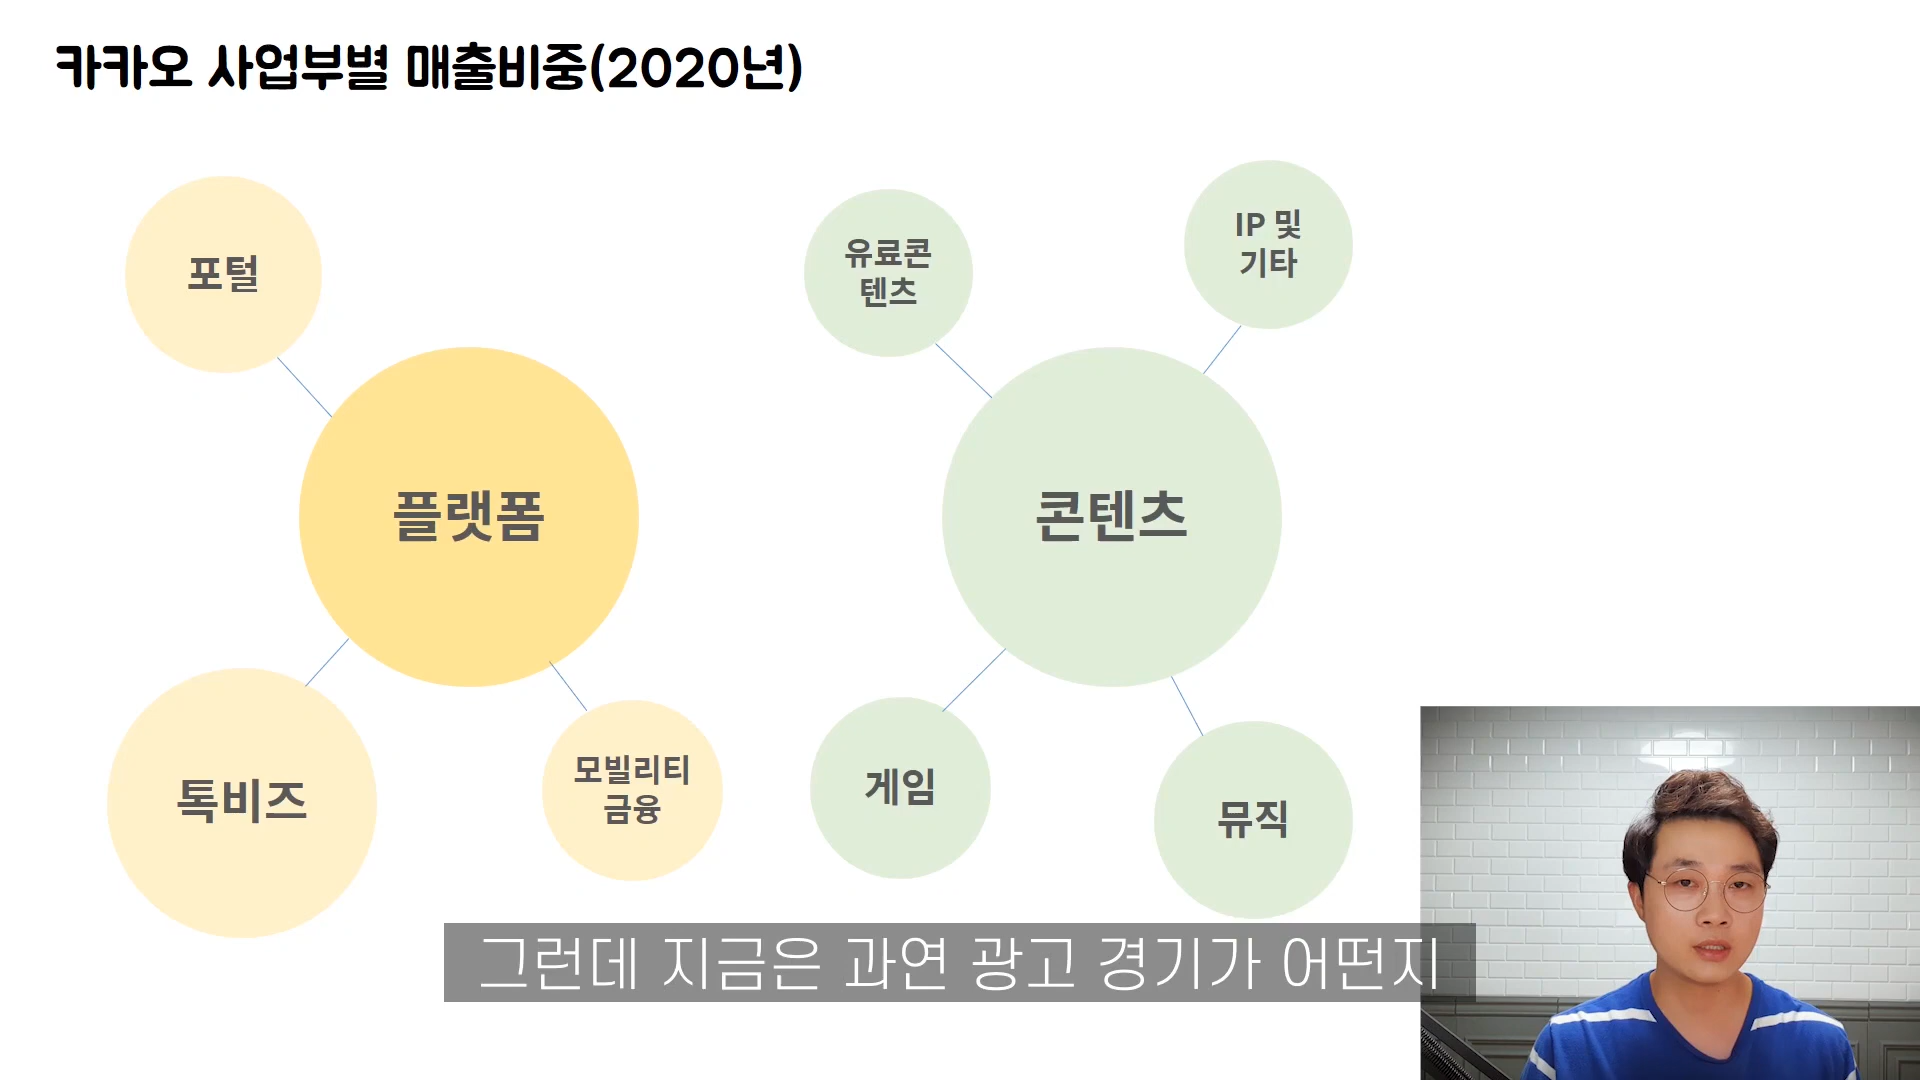 카카오 사업부별 매출비중(2020년)
포털
플랫폼
톡비즈
모빌리티
금융
유료콘
텐츠
IP 및
기타
콘텐츠
게임
뮤직
그런데 지금은 과연 광고 경기가 어떤지